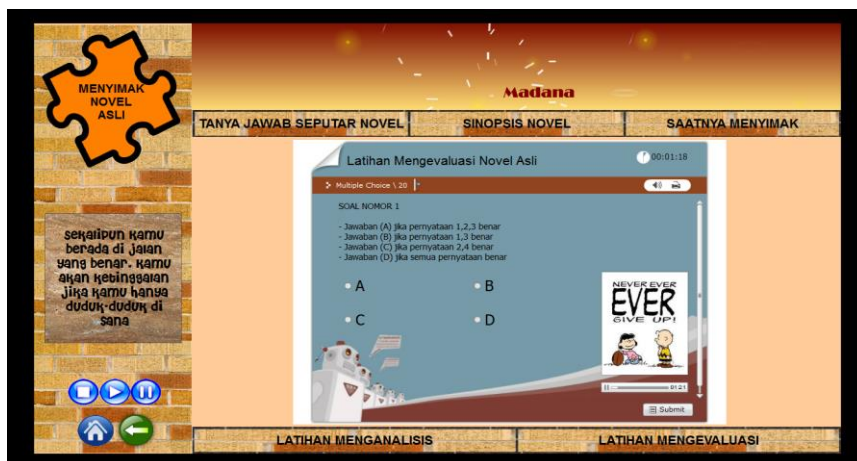 MENYIMAK
NOVEL
ASLI
Madana
TANYA JAWAB SEPUTAR NOVEL
SINOPSIS NOVEL
SAATNYA MENYIMAK
sekalipun kamu
berada di jalan
yang benar. kamu
akan ketinggalan
jika kamu hanya
duduk-duduk di
sana
Latihan Mengevaluasi Novel Asli
00:01:18
Multiple Choice \ 20
SOAL NOMOR 1
- Jawaban (A) jika pernyataan 1,2,3 benar
- Jawaban (B) jika pernyataan 1,3 benar
- Jawaban (C) jika pernyataan 2,4 benar
- Jawaban (D) jika semua pernyataan benar
A
B
C
D
NEVER EVER
EVER
GIVE UP!
01:21
Submit
LATIHAN MENGANALISIS
LATIHAN MENGEVALUASI